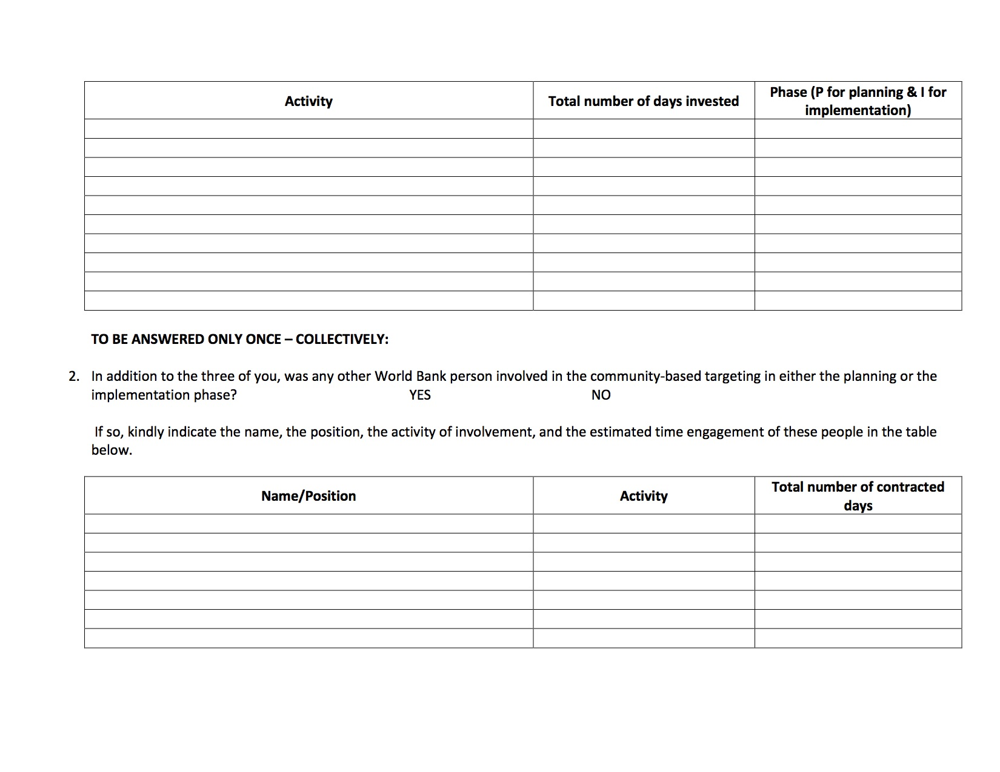 Activity
Total number of days invested
Phase (P for planning & I for
implementation)
TO BE ANSWERED ONLY ONCE – COLLECTIVELY:
2. In addition to the three of you, was any other World Bank person involved in the community-based targeting in either the planning or the
implementation phase? YES NO
If so, kindly indicate the name, the position, the activity of involvement, and the estimated time engagement of these people in the table
below.
Name/Position
Activity
Total number of contracted
days